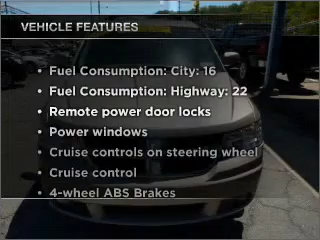 VEHICLE FEATURES
• Fuel Consumption: City: 16
• Fuel Consumption: Highway: 22
• Remote power door locks
• Power windows
• Cruise controls on steering wheel
• Cruise control
• 4-wheel ABS Brakes